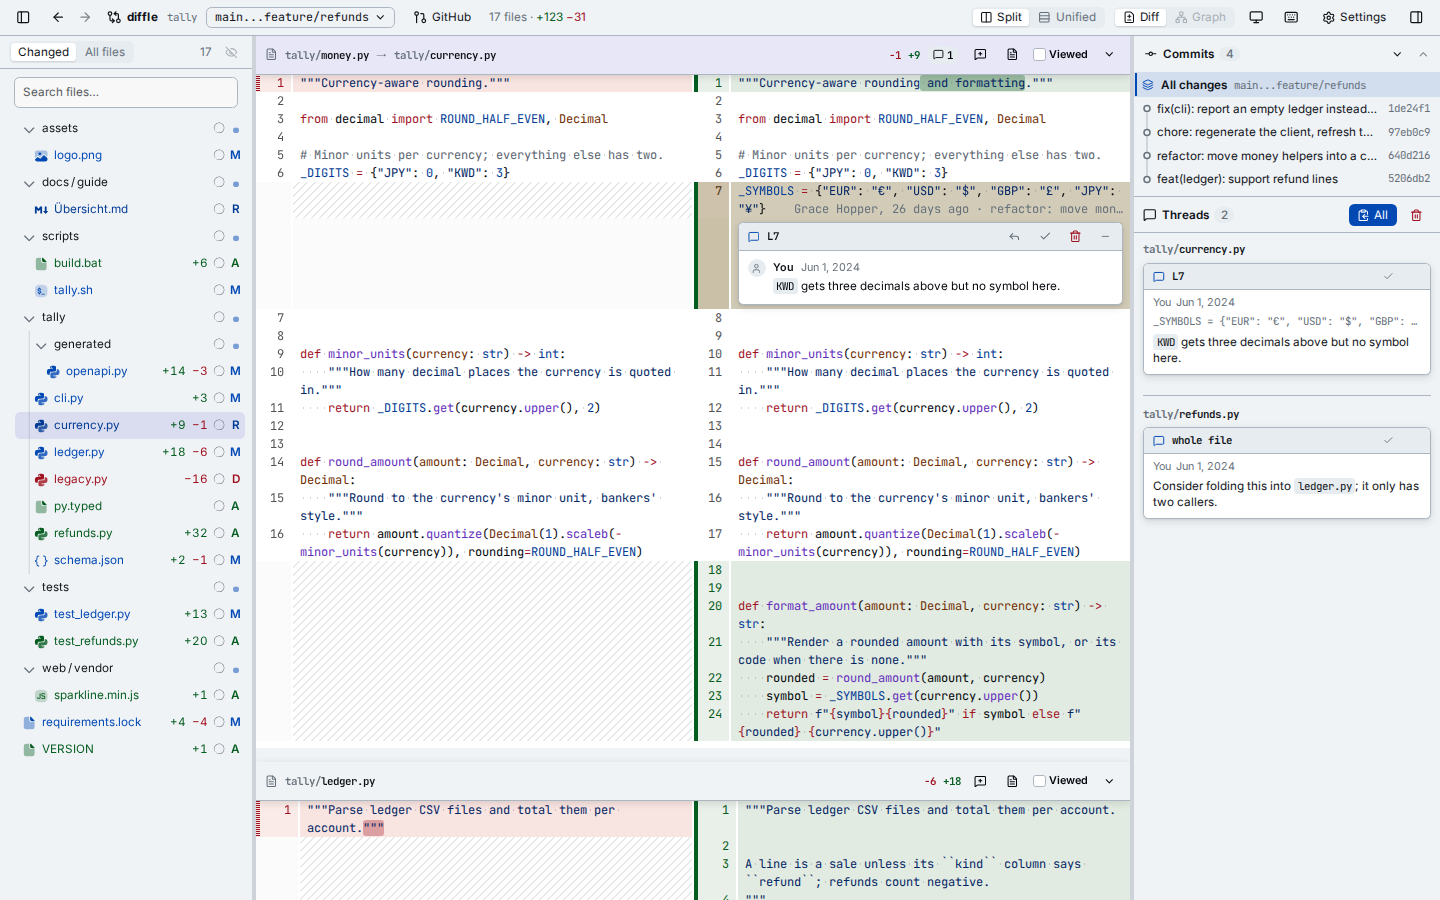 diffle tally main...feature/refunds GitHub 17 files · +123 −31 Split Unified Diff Graph Settings
Changed All files 17
Search files...
assets
logo.png M
docs / guide
Übersicht.md R
scripts
build.bat +6 A
tally.sh M
tally
generated
openapi.py +14 −3 M
cli.py +3 M
currency.py +9 −1 R
ledger.py +18 −6 M
legacy.py −16 D
py.typed A
refunds.py +32 A
schema.json +2 −1 M
tests
test_ledger.py +13 M
test_refunds.py +20 A
web / vendor
sparkline.min.js +1 A
requirements.lock +4 −4 M
VERSION +1 A
tally/money.py → tally/currency.py -1 +9 1 Viewed
1 """Currency-aware rounding."""
2
3 from decimal import ROUND_HALF_EVEN, Decimal
4
5 # Minor units per currency; everything else has two.
6 _DIGITS = {"JPY": 0, "KWD": 3}
7
8
9 def minor_units(currency: str) -> int:
10 """How many decimal places the currency is quoted
in."""
11 return _DIGITS.get(currency.upper(), 2)
12
13
14 def round_amount(amount: Decimal, currency: str) ->
Decimal:
15 """Round to the currency's minor unit, bankers'
style."""
16 return amount.quantize(Decimal(1).scaleb(-
minor_units(currency)), rounding=ROUND_HALF_EVEN)
1 """Currency-aware rounding and formatting."""
2
3 from decimal import ROUND_HALF_EVEN, Decimal
4
5 # Minor units per currency; everything else has two.
6 _DIGITS = {"JPY": 0, "KWD": 3}
7 _SYMBOLS = {"EUR": "€", "USD": "$", "GBP": "£", "JPY":
"¥"} Grace Hopper, 26 days ago · refactor: move mon…
L7
You Jun 1, 2024
KWD gets three decimals above but no symbol here.
8
9
10 def minor_units(currency: str) -> int:
11 """How many decimal places the currency is quoted
in."""
12 return _DIGITS.get(currency.upper(), 2)
13
14
15 def round_amount(amount: Decimal, currency: str) ->
Decimal:
16 """Round to the currency's minor unit, bankers'
style."""
17 return amount.quantize(Decimal(1).scaleb(-
minor_units(currency)), rounding=ROUND_HALF_EVEN)
18
19
20 def format_amount(amount: Decimal, currency: str) ->
str:
21 """Render a rounded amount with its symbol, or its
code when there is none."""
22 rounded = round_amount(amount, currency)
23 symbol = _SYMBOLS.get(currency.upper())
24 return f"{symbol}{rounded}" if symbol else f"
{rounded} {currency.upper()}"
tally/ledger.py -6 +18 Viewed
1 """Parse ledger CSV files and total them per
account."""
1 """Parse ledger CSV files and total them per account.
2
3 A line is a sale unless its ``kind`` column says
``refund``; refunds count negative.
4 """
Commits 4
All changes main...feature/refunds
fix(cli): report an empty ledger instead... 1de24f1
chore: regenerate the client, refresh t... 97eb0c9
refactor: move money helpers into a c... 640d216
feat(ledger): support refund lines 5206db2
Threads 2 All
tally/currency.py
L7
You Jun 1, 2024
_SYMBOLS = {"EUR": "€", "USD": "$", "GBP": …
KWD gets three decimals above but no symbol
here.
tally/refunds.py
whole file
You Jun 1, 2024
Consider folding this into ledger.py; it only has
two callers.